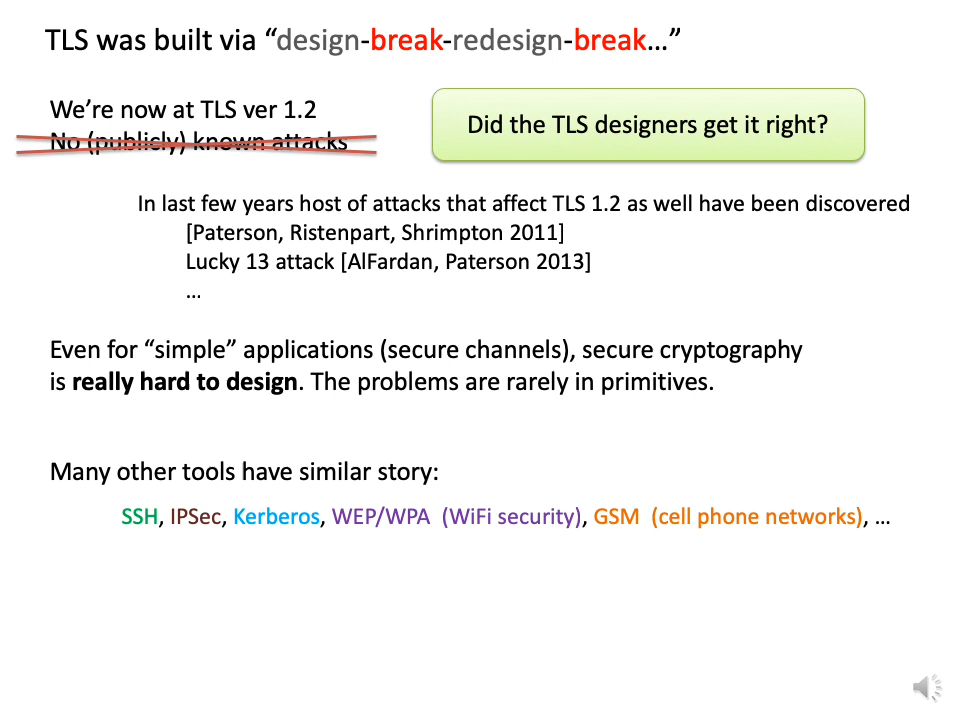 TLS was built via “design-break-redesign-break…”
We’re now at TLS ver 1.2
No (publicly) known attacks
Did the TLS designers get it right?
In last few years host of attacks that affect TLS 1.2 as well have been discovered
[Paterson, Ristenpart, Shrimpton 2011]
Lucky 13 attack [AlFardan, Paterson 2013]
…
Even for “simple” applications (secure channels), secure cryptography
is really hard to design. The problems are rarely in primitives.
Many other tools have similar story:
SSH, IPSec, Kerberos, WEP/WPA (WiFi security), GSM (cell phone networks), …